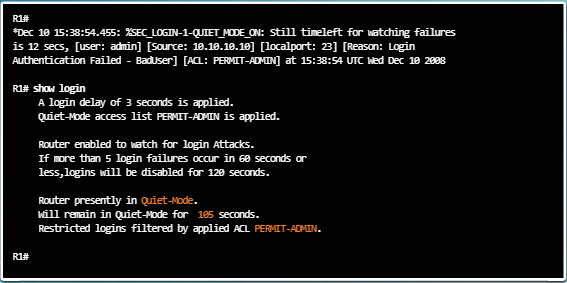 R1#
*Dec 10 15:38:54.455: %SEC_LOGIN-1-QUIET_MODE_ON: Still timeleft for watching failures
is 12 secs, [user: admin] [Source: 10.10.10.10] [localport: 23] [Reason: Login
Authentication Failed - BadUser] [ACL: PERMIT-ADMIN] at 15:38:54 UTC Wed Dec 10 2008
R1# show login
A login delay of 3 seconds is applied.
Quiet-Mode access list PERMIT-ADMIN is applied.
Router enabled to watch for login Attacks.
If more than 5 login failures occur in 60 seconds or
less,logins will be disabled for 120 seconds.
Router presently in Quiet-Mode.
Will remain in Quiet-Mode for 105 seconds.
Restricted logins filtered by applied ACL PERMIT-ADMIN.
R1#